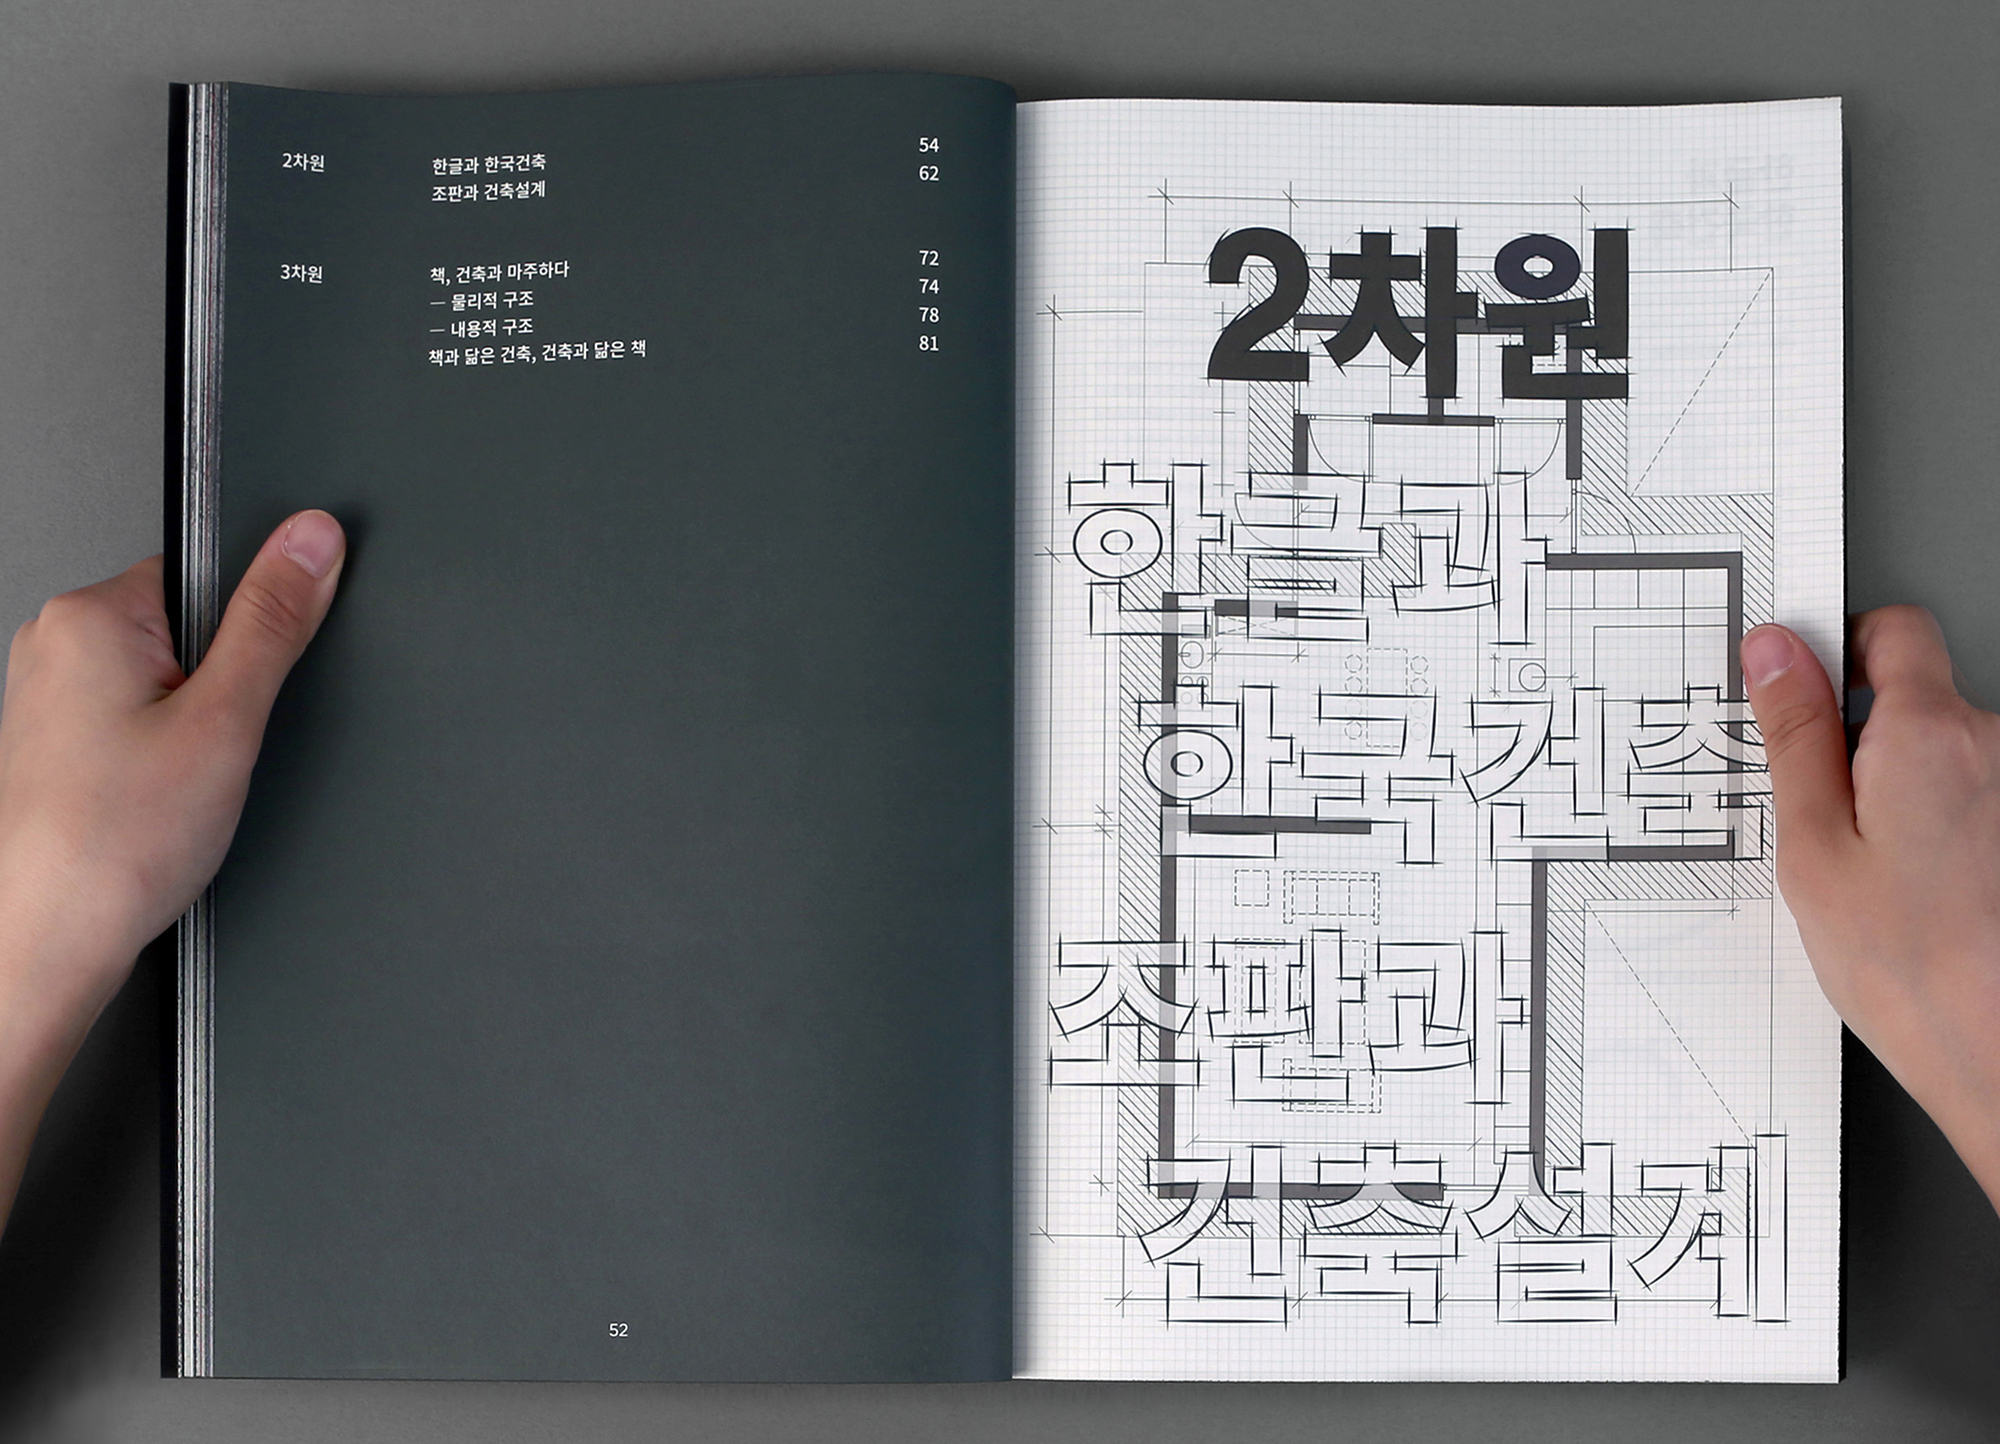 2차원 한글과 한국건축 54
조판과 건축설계 62
3차원 책, 건축과 마주하다 72
— 물리적 구조 74
— 내용적 구조 78
책과 닮은 건축, 건축과 닮은 책 81
52
2차원
한글과
한국건축
조판과
건축설계